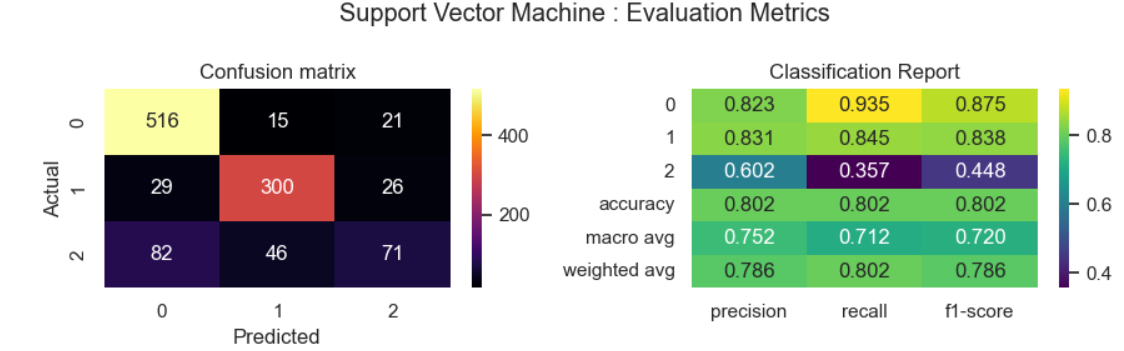 Support Vector Machine : Evaluation Metrics
Confusion matrix
Actual
0 516 15 21
1 29 300 26
2 82 46 71
0 1 2
Predicted
400
200
Classification Report
0 0.823 0.935 0.875
1 0.831 0.845 0.838
2 0.602 0.357 0.448
accuracy 0.802 0.802 0.802
macro avg 0.752 0.712 0.720
weighted avg 0.786 0.802 0.786
precision recall f1-score
0.8
0.6
0.4